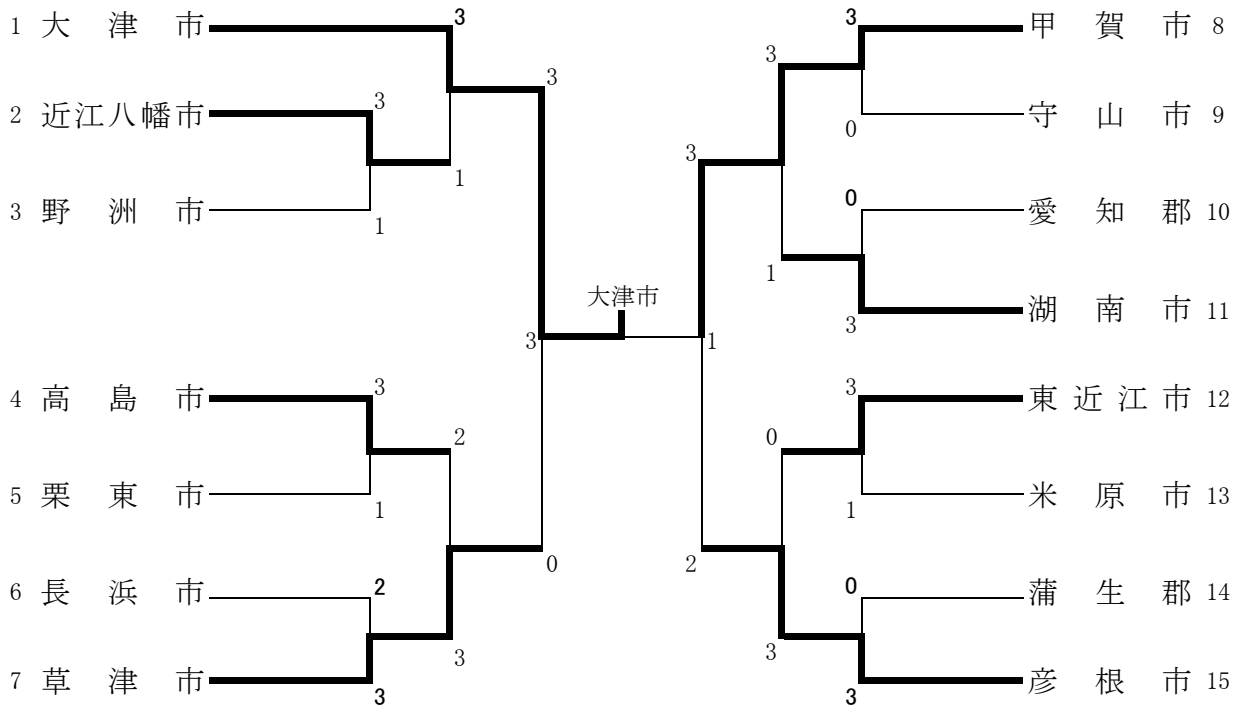 1 大津市 3 3 甲賀市 8
3 3
2 近江八幡市 3 0 守山市 9
3
1 1
3 野洲市 1 0 愛知郡 10
1
大津市
3 湖南市 11
3 1
4 高島市 3 3 東近江市 12
2 0
5 栗東市 1 1 米原市 13
0 2
6 長浜市 2 0 蒲生郡 14
3 3
7 草津市 3 3 彦根市 15